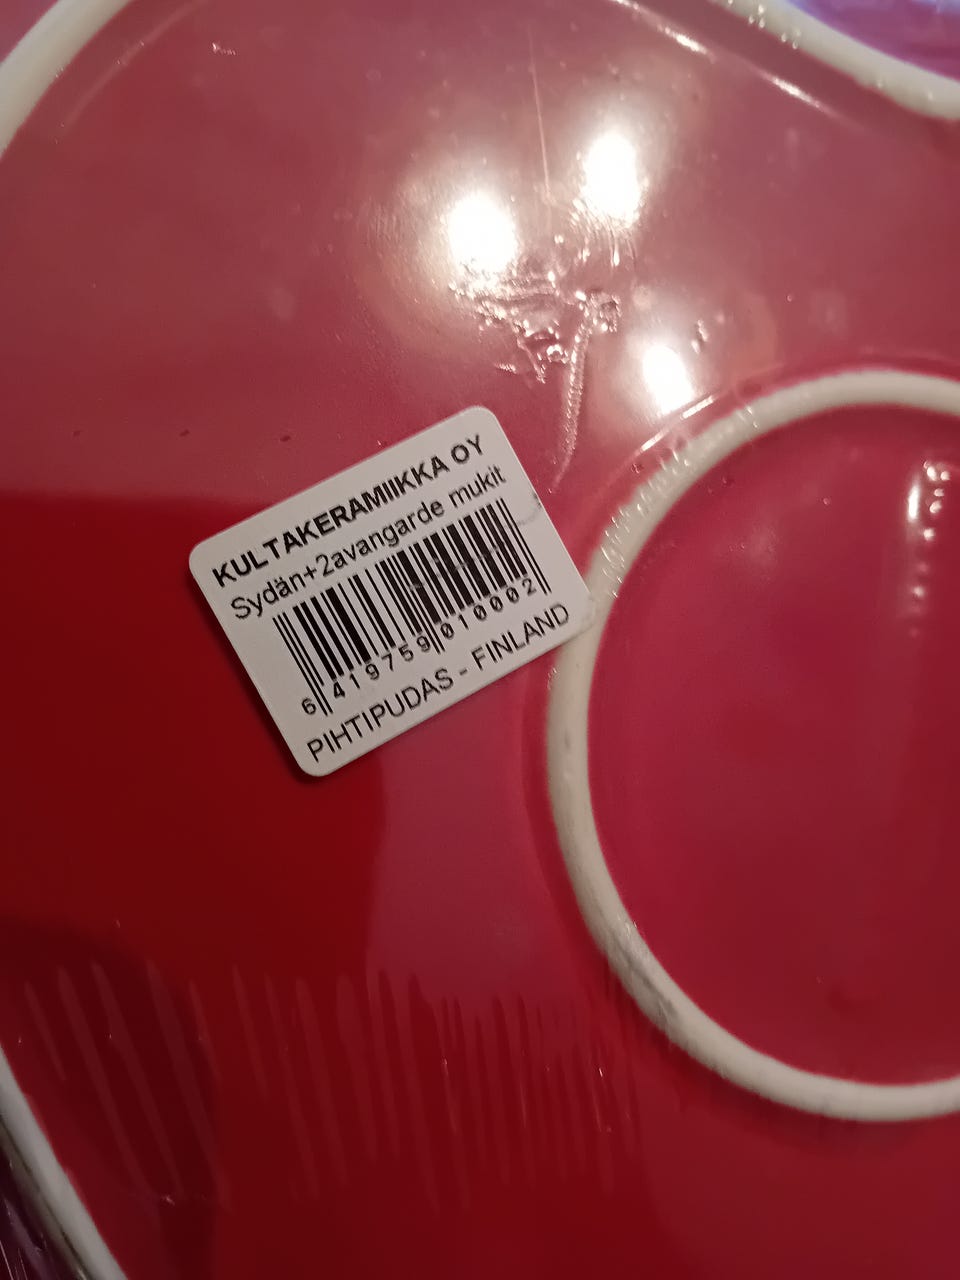 KULTAKERAMIIKKA OY
Sydän+2avangarde mukit
6 419759 010002
PIHTIPUDAS - FINLAND